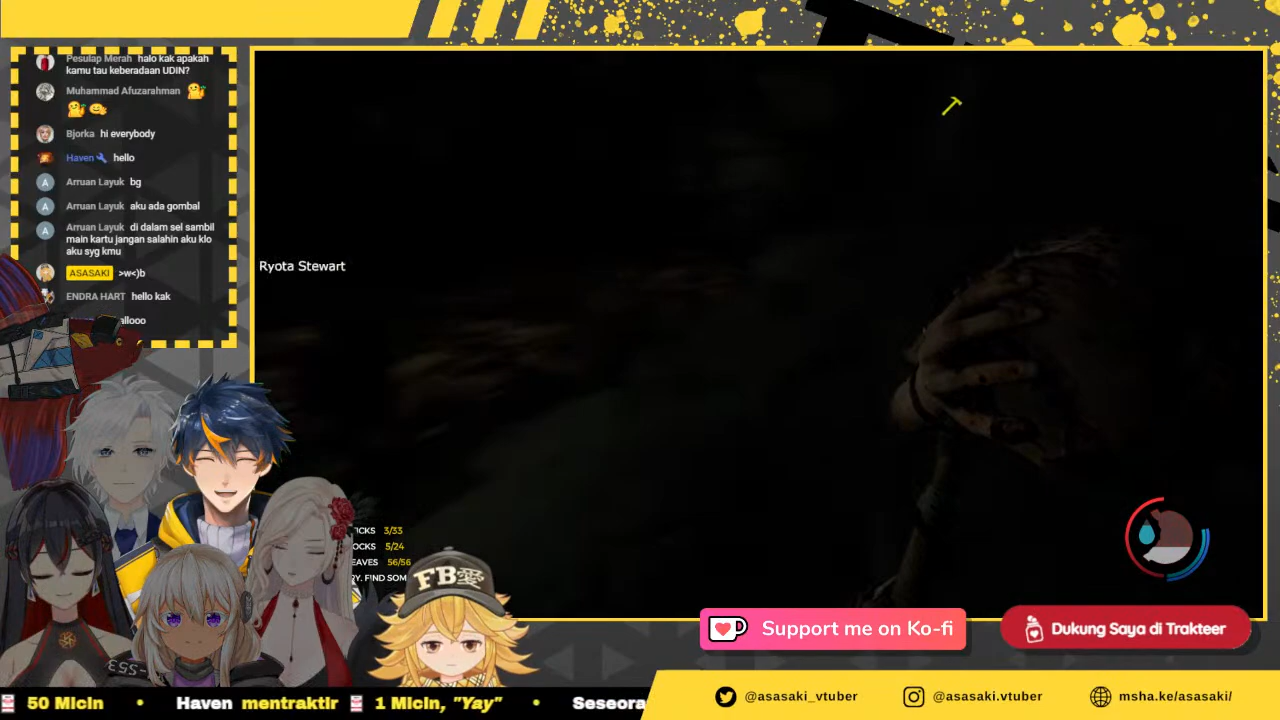 Pesulap Merah halo kak apakah
kamu tau keberadaan UDIN?
Muhammad Afuzarahman
Bjorka hi everybody
Haven hello
A Arruan Layuk bg
A Arruan Layuk aku ada gombal
A Arruan Layuk di dalam sel sambil
main kartu jangan salahin aku klo
aku syg kmu
ASASAKI >w<)b
ENDRA HART hello kak
allooo
Ryota Stewart
3/33
5/24
56/56
FIND SOM
FB
E55-
Support me on Ko-fi
Dukung Saya di Trakteer
50 Micin • Haven mentraktir 1 Micin, "Yay" • Seseora
@asasaki_vtuber
@asasaki.vtuber
msha.ke/asasaki/